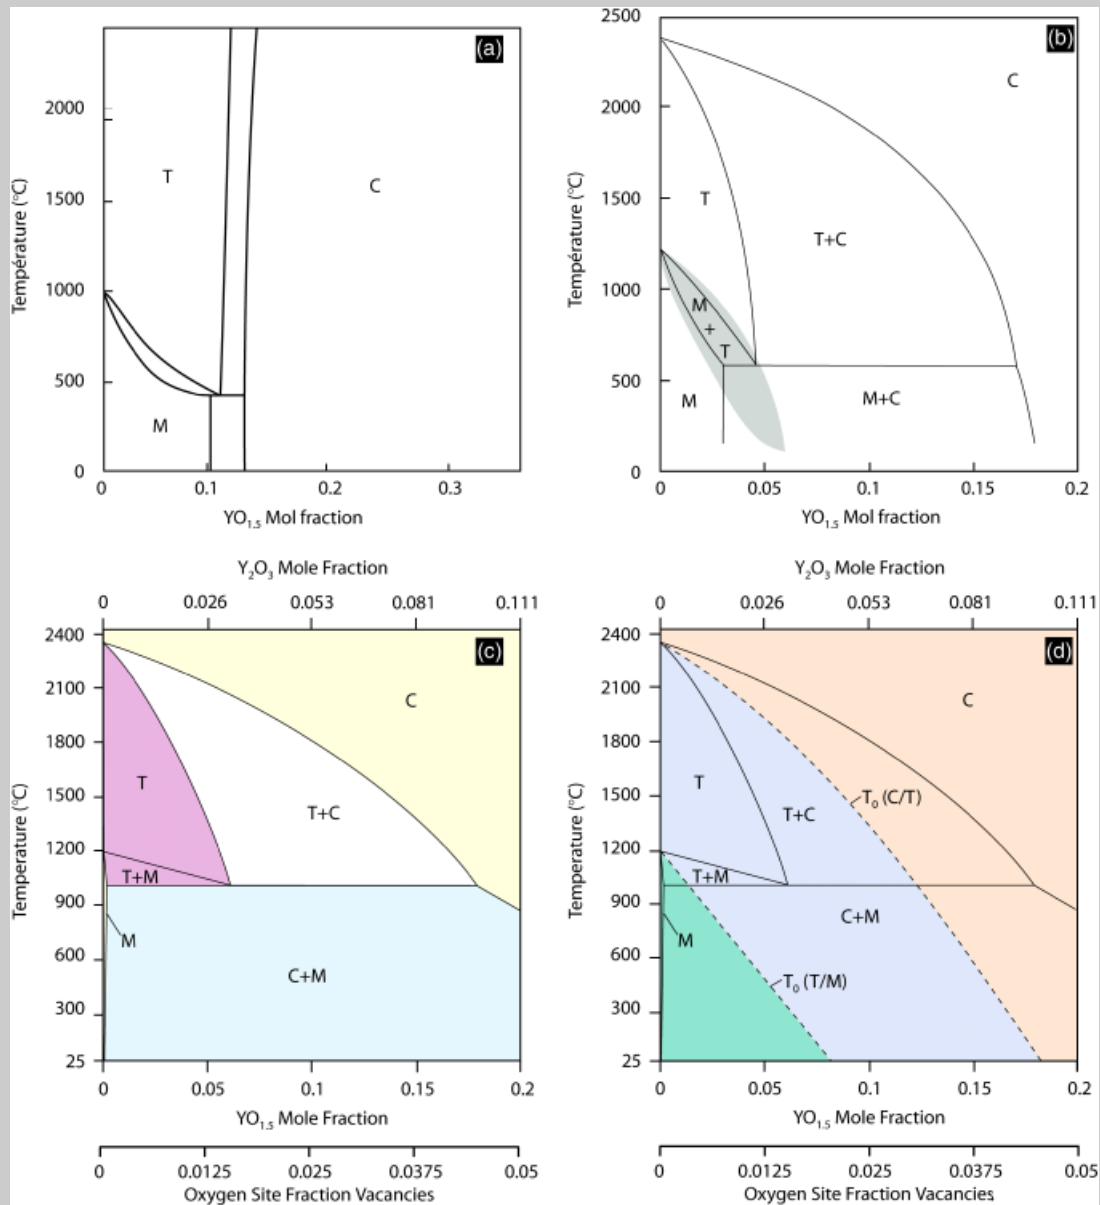 (a)
2000
1500
1000
500
0
Température (°C)
T
C
M
0 0.1 0.2 0.3
YO1.5 Mol fraction
(b)
2500
2000
1500
1000
500
0
Température (°C)
C
T
T+C
M
+
T
M
M+C
0 0.05 0.1 0.15 0.2
YO1.5 Mol fraction
Y2O3 Mole Fraction
0 0.026 0.053 0.081 0.111
(c)
2400
2100
1800
1500
1200
900
600
300
25
Temperature (°C)
C
T
T+C
T+M
M
C+M
0 0.05 0.1 0.15 0.2
YO1.5 Mole Fraction
0 0.0125 0.025 0.0375 0.05
Oxygen Site Fraction Vacancies
Y2O3 Mole Fraction
0 0.026 0.053 0.081 0.111
(d)
2400
2100
1800
1500
1200
900
600
300
25
Temperature (°C)
C
T
T0 (C/T)
T+C
T+M
C+M
M
T0 (T/M)
0 0.05 0.1 0.15 0.2
YO1.5 Mole Fraction
0 0.0125 0.025 0.0375 0.05
Oxygen Site Fraction Vacancies